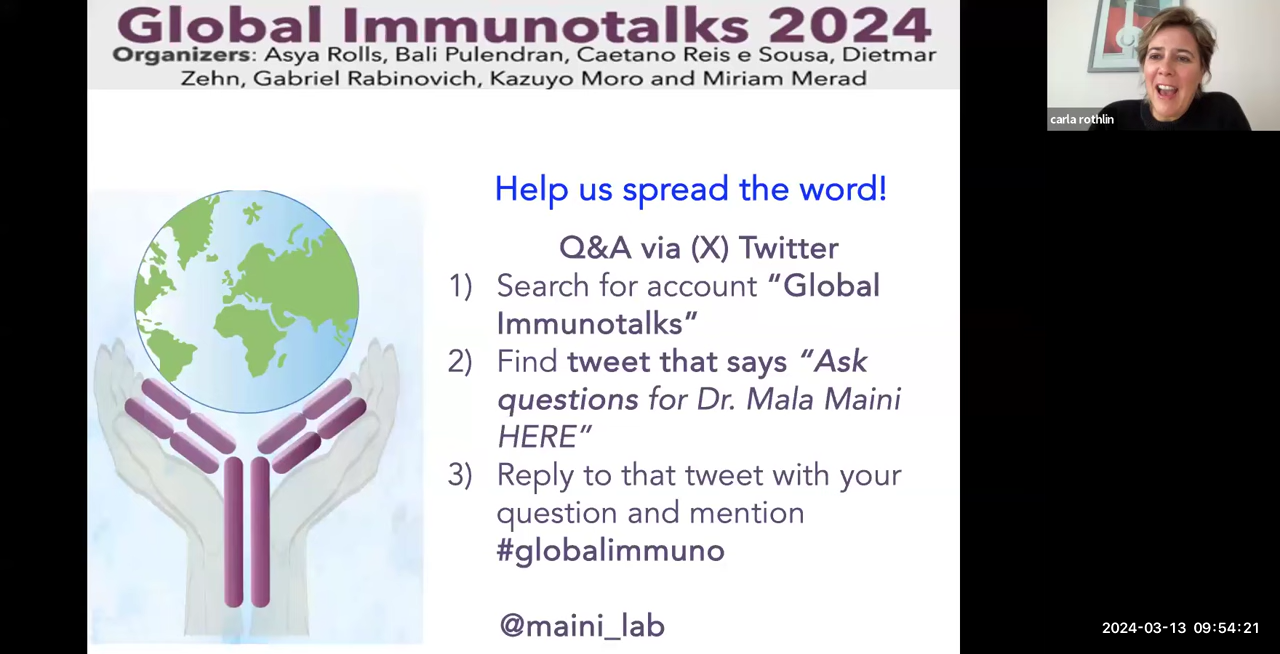 Global Immunotalks 2024
Organizers: Asya Rolls, Bali Pulendran, Caetano Reis e Sousa, Dietmar
Zehn, Gabriel Rabinovich, Kazuyo Moro and Miriam Merad
carla rothlin
Help us spread the word!
Q&A via (X) Twitter
1) Search for account “Global
Immunotalks”
2) Find tweet that says “Ask
questions for Dr. Mala Maini
HERE”
3) Reply to that tweet with your
question and mention
#globalimmuno
@maini_lab
2024-03-13 09:54:21